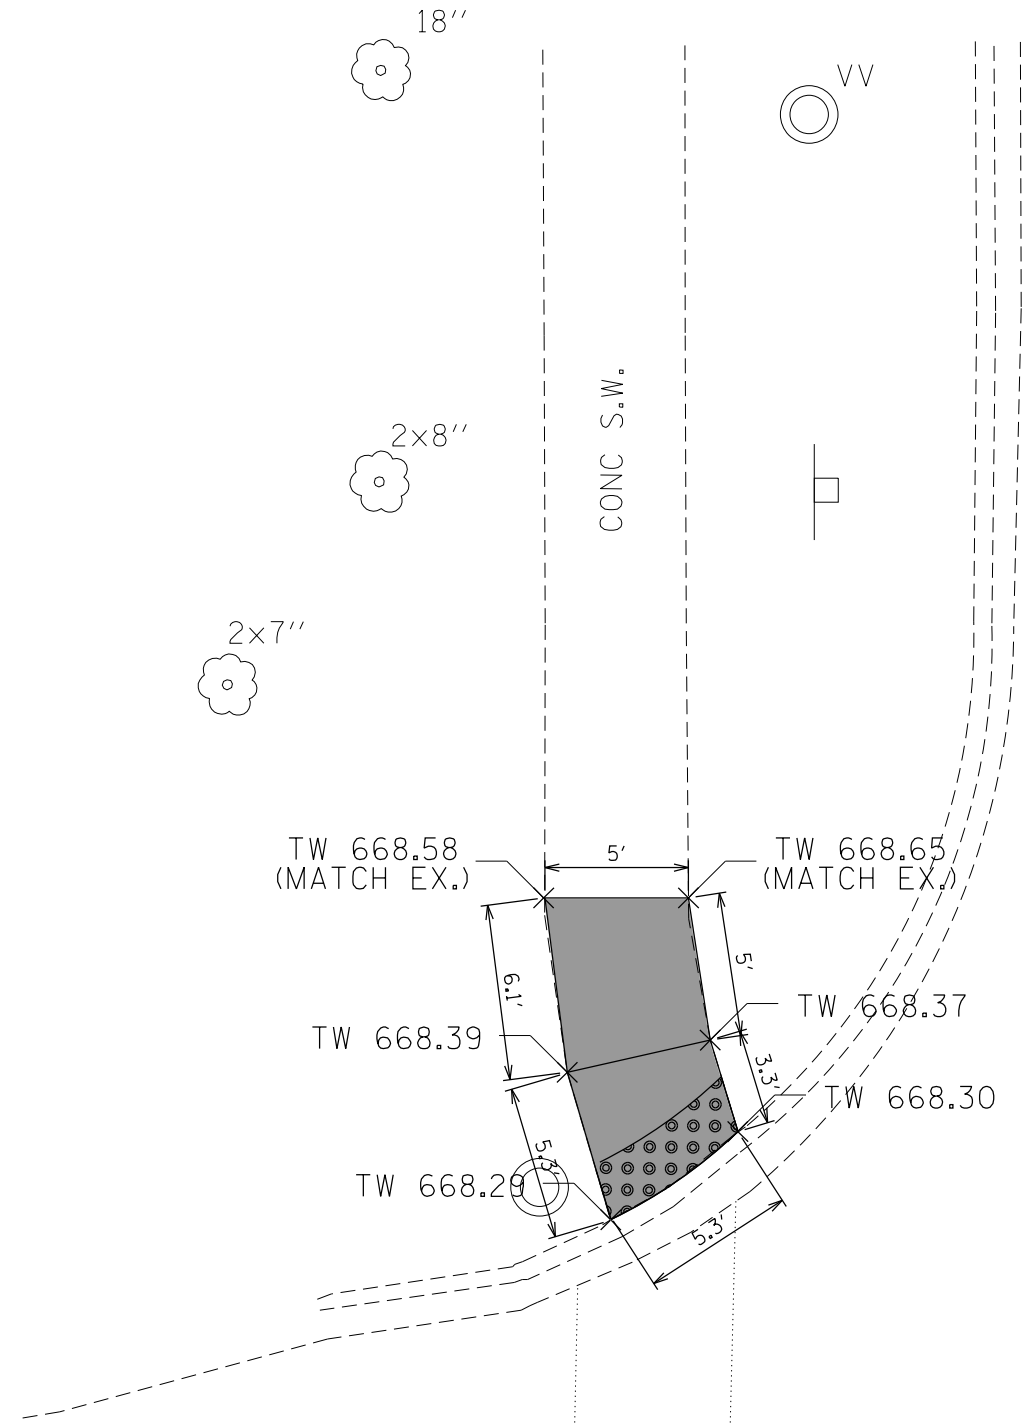 18''
VV
CONC S.W.
2x8''
2x7''
TW 668.58
(MATCH EX.)
5'
TW 668.65
(MATCH EX.)
6.1'
5'
TW 668.37
TW 668.39
3.3'
TW 668.30
5.3'
TW 668.29
5.3'